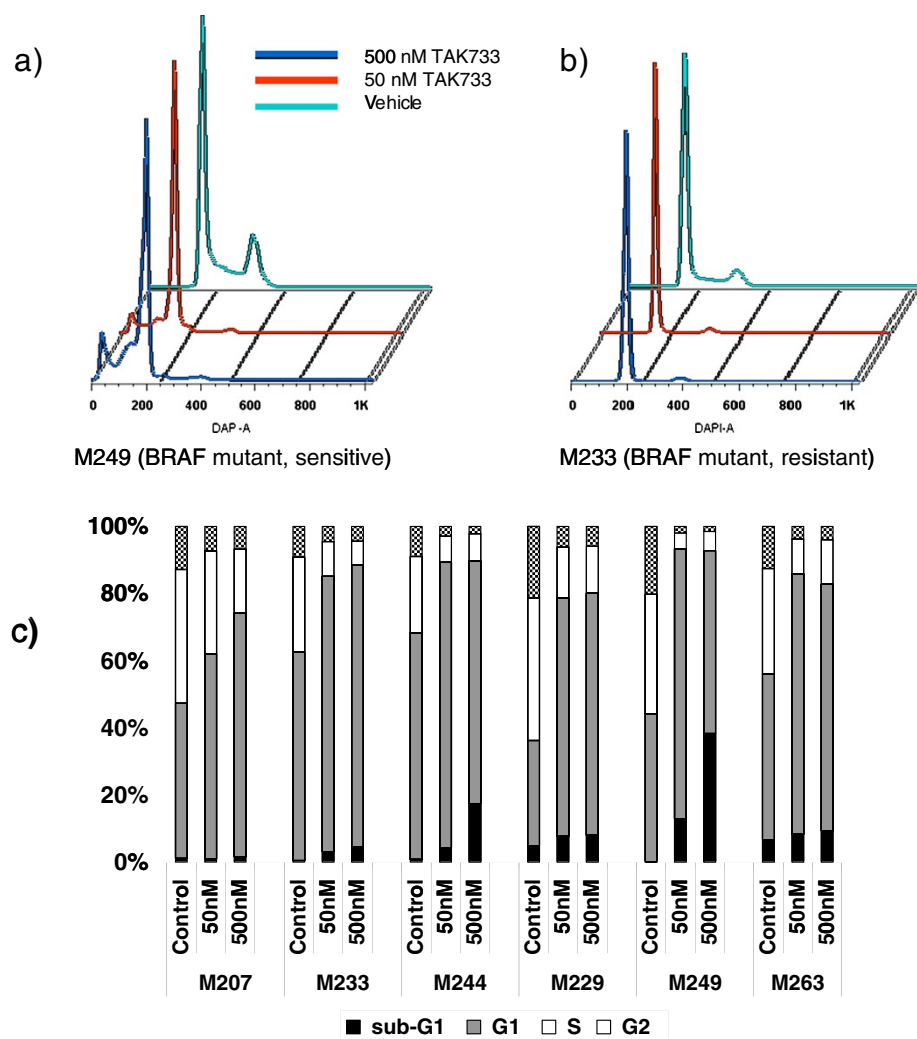 a)
500 nM TAK733
50 nM TAK733
Vehicle
b)
0 200 400 600 800 1K
DAP -A
0 200 400 600 800 1K
DAPI-A
M249 (BRAF mutant, sensitive)
M233 (BRAF mutant, resistant)
c)
100%
80%
60%
40%
20%
0%
Control 50nM 500nM Control 50nM 500nM Control 50nM 500nM Control 50nM 500nM Control 50nM 500nM Control 50nM 500nM
M207 M233 M244 M229 M249 M263
sub-G1 G1 S G2